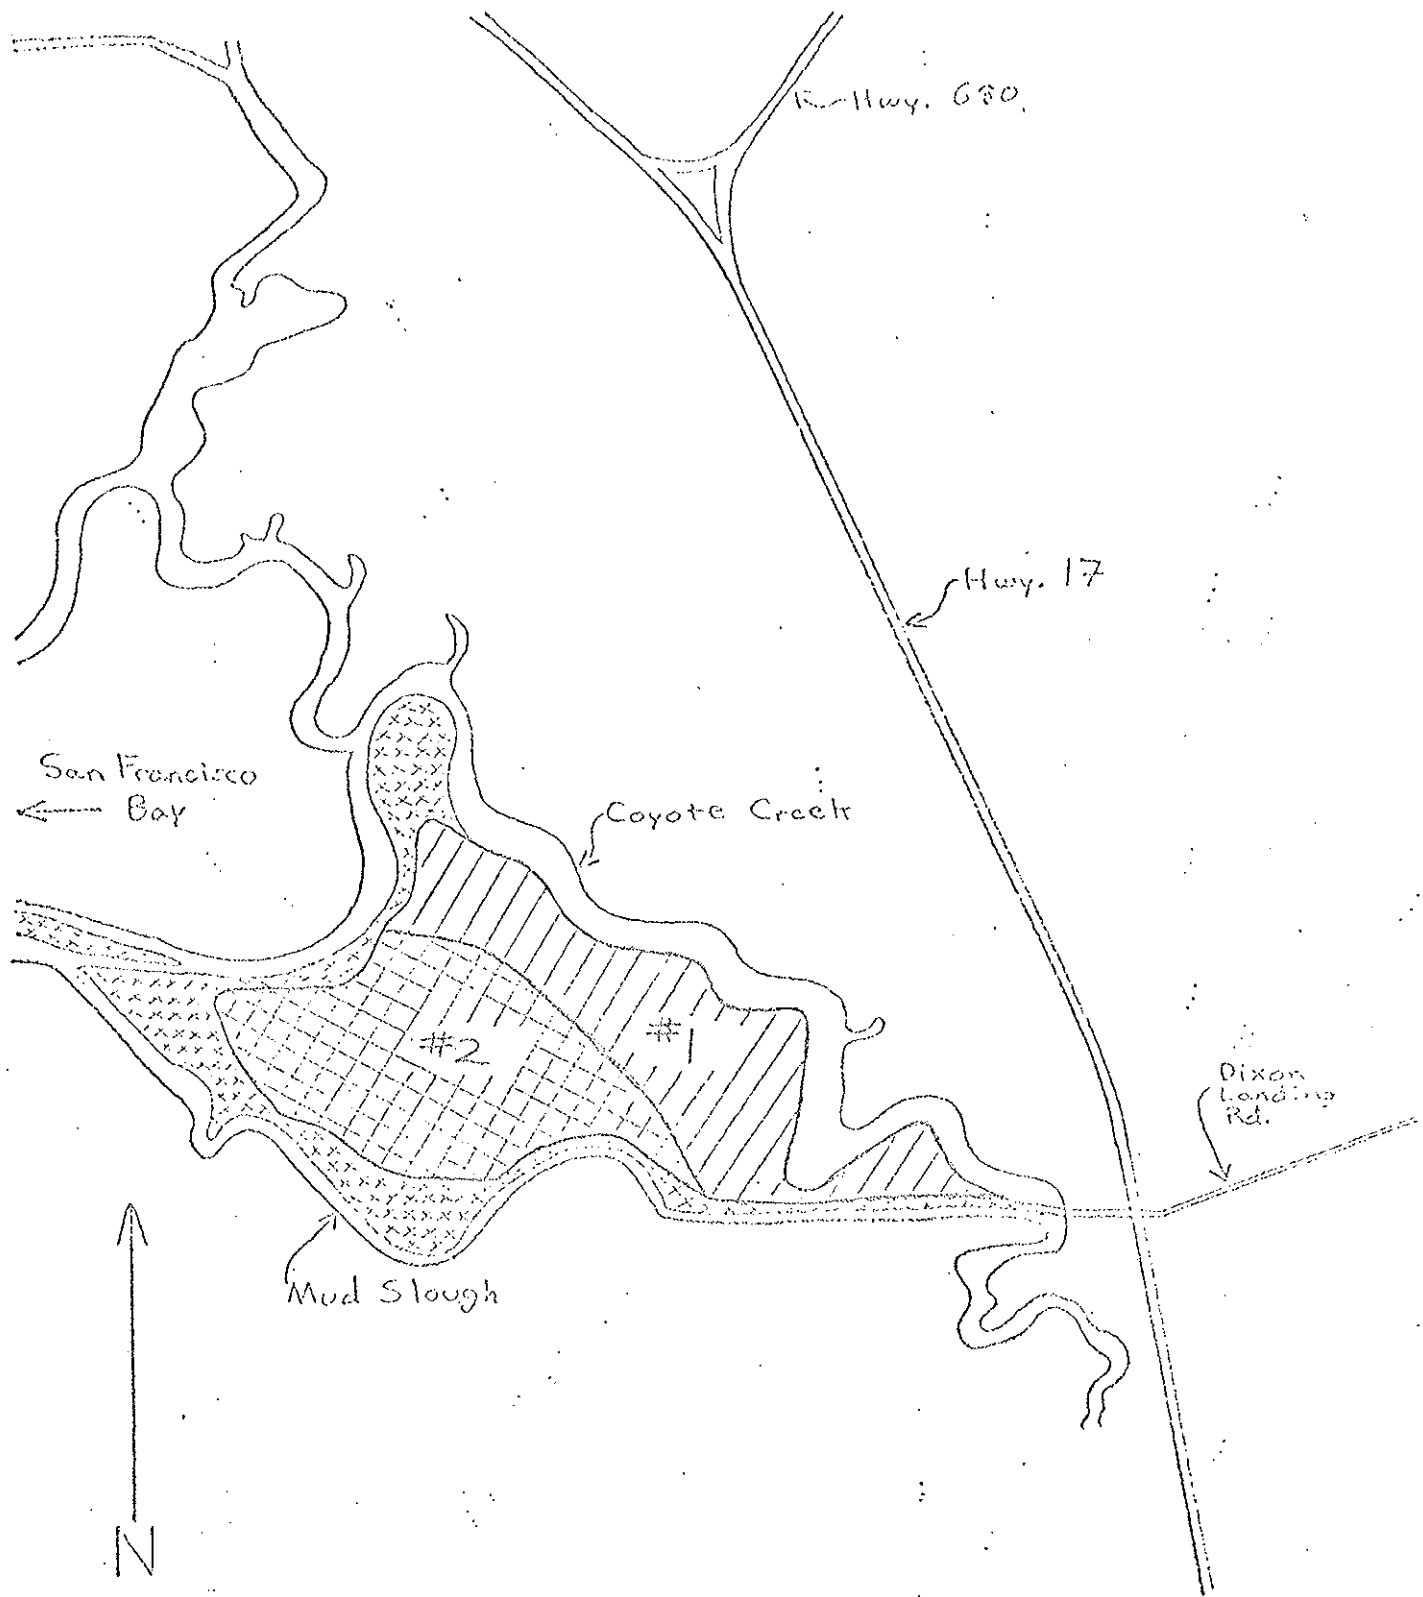 Hwy. 680
Hwy. 17
San Francisco
Bay
Coyote Creek
#1
#2
Dixon
Landing
Rd.
Mud Slough
N